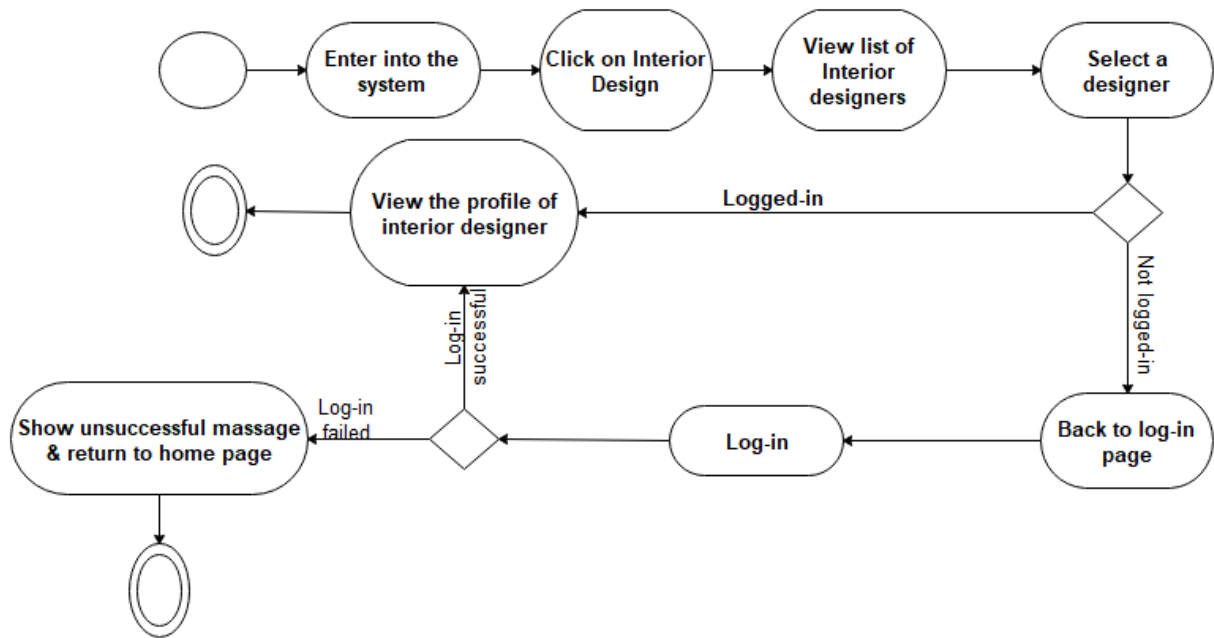 Enter into the
system
Click on Interior
Design
View list of
Interior
designers
Select a
designer
View the profile of
interior designer
Logged-in
Not logged-in
Log-in
successful
Show unsuccessful massage
& return to home page
Log-in
failed
Log-in
Back to log-in
page